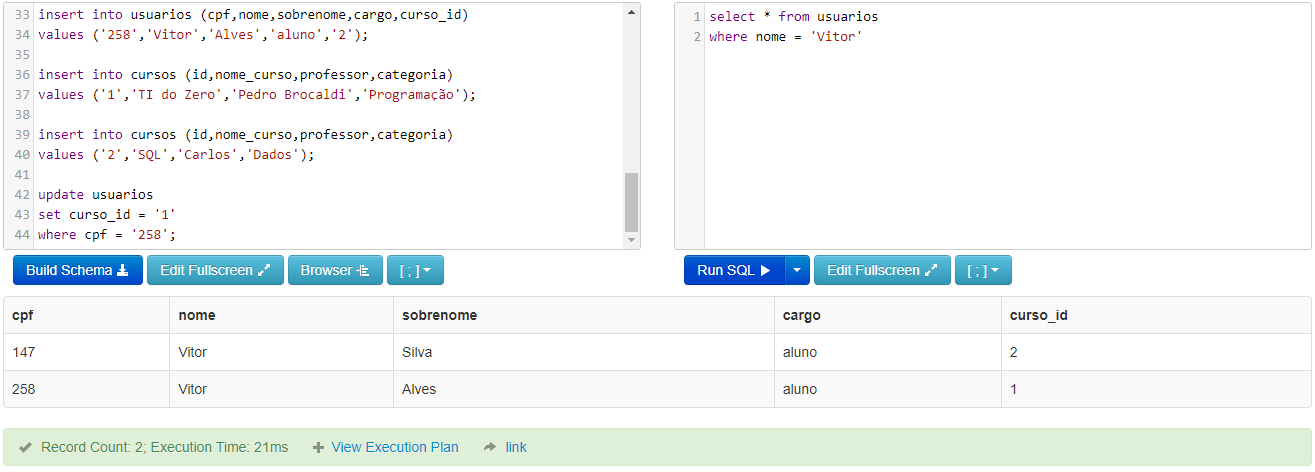 33 insert into usuarios (cpf,nome,sobrenome,cargo,curso_id)
34 values ('258','Vitor','Alves','aluno','2');
35
36 insert into cursos (id,nome_curso,professor,categoria)
37 values ('1','TI do Zero','Pedro Brocaldi','Programação');
38
39 insert into cursos (id,nome_curso,professor,categoria)
40 values ('2','SQL','Carlos','Dados');
41
42 update usuarios
43 set curso_id = '1'
44 where cpf = '258';
1 select * from usuarios
2 where nome = 'Vitor'
Build Schema Edit Fullscreen Browser [ ; ]
Run SQL Edit Fullscreen [ ; ]
cpf nome sobrenome cargo curso_id
147 Vitor Silva aluno 2
258 Vitor Alves aluno 1
Record Count: 2; Execution Time: 21ms View Execution Plan link